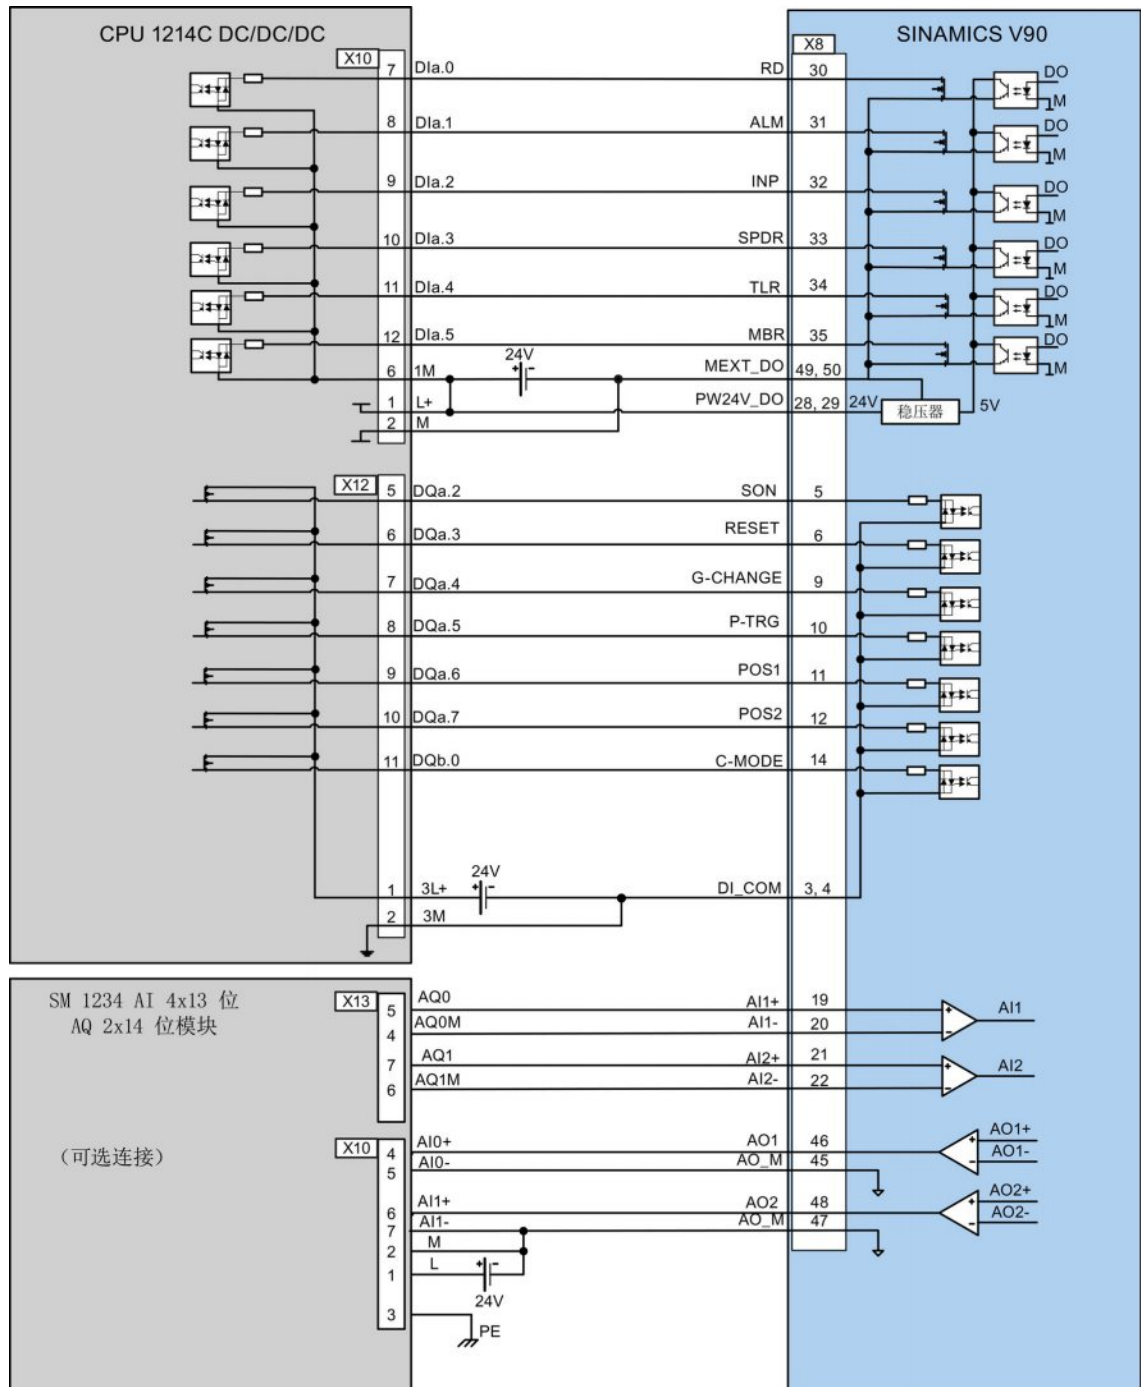 CPU 1214C DC/DC/DC
SINAMICS V90
X10
X8
7 DIa.0 RD 30 DO
M
8 DIa.1 ALM 31 DO
M
9 DIa.2 INP 32 DO
M
10 DIa.3 SPDR 33 DO
M
11 DIa.4 TLR 34 DO
M
12 DIa.5 MBR 35 DO
M
24V
+ -
6 1M MEXT_DO 49, 50
1 L+ PW24V_DO 28, 29 24V 稳压器 5V
2 M
X12
5 DQa.2 SON 5
6 DQa.3 RESET 6
7 DQa.4 G-CHANGE 9
8 DQa.5 P-TRG 10
9 DQa.6 POS1 11
10 DQa.7 POS2 12
11 DQb.0 C-MODE 14
24V
+ -
1 3L+ DI_COM 3, 4
2 3M
SM 1234 AI 4x13 位
AQ 2x14 位模块
X13
5 AQ0 AI1+ 19 + AI1
4 AQ0M AI1- 20 -
7 AQ1 AI2+ 21 + AI2
6 AQ1M AI2- 22 -
(可选连接)
X10
4 AI0+ AO1 46 + AO1+
5 AI0- AO_M 45 - AO1-
6 AI1+ AO2 48 + AO2+
7 AI1- AO_M 47 - AO2-
2 M
1 L + -
24V
3 PE